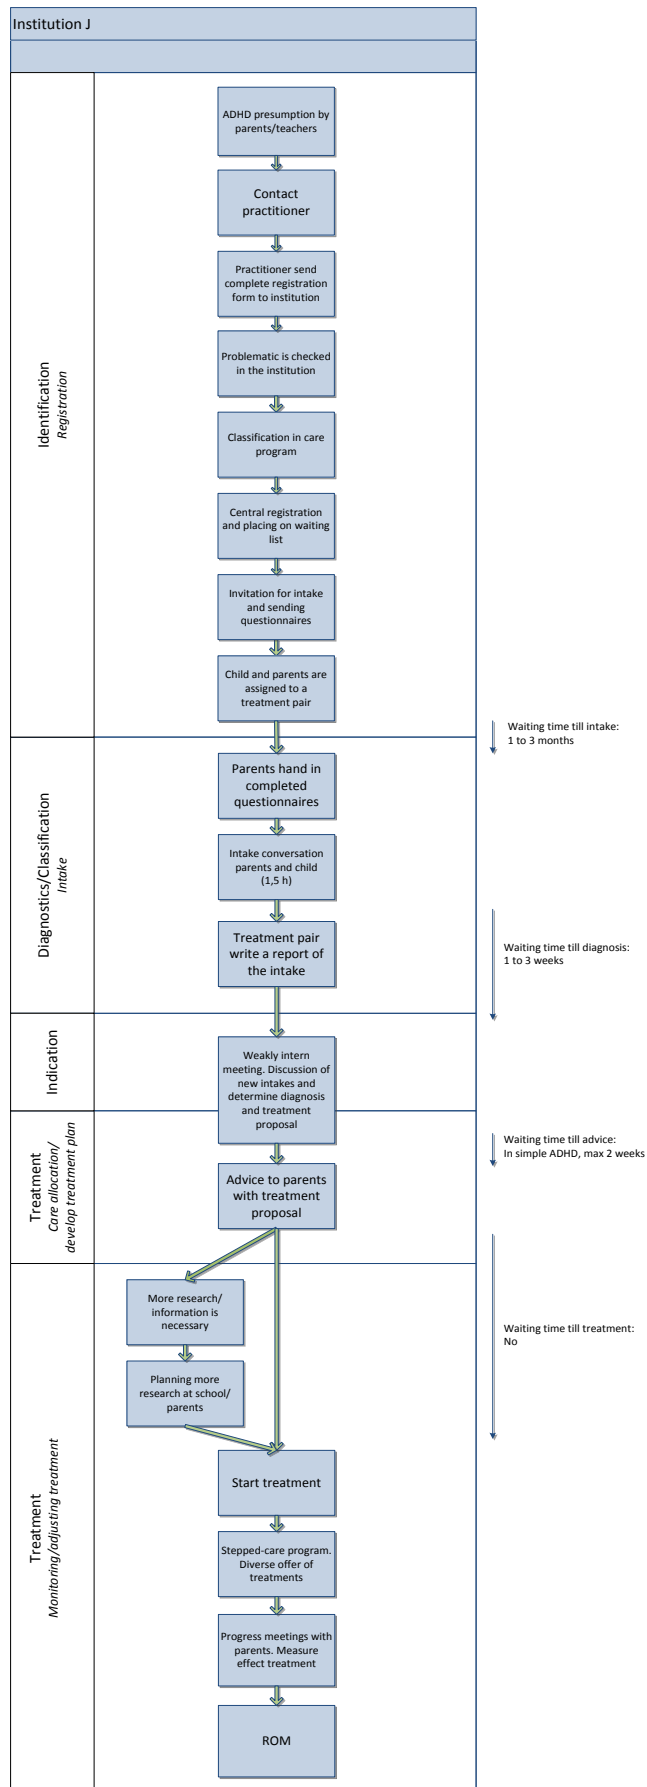 Institution J
Identification
Registration
ADHD presumption by
parents/teachers
Contact
practitioner
Practitioner send
complete registration
form to institution
Problematic is checked
in the institution
Classification in care
program
Central registration
and placing on waiting
list
Invitation for intake
and sending
questionnaires
Child and parents are
assigned to a
treatment pair
Waiting time till intake:
1 to 3 months
Diagnostics/Classification
Intake
Parents hand in
completed
questionnaires
Intake conversation
parents and child
(1,5 h)
Treatment pair
write a report of
the intake
Waiting time till diagnosis:
1 to 3 weeks
Indication
Weakly intern
meeting. Discussion of
new intakes and
determine diagnosis
and treatment
proposal
Treatment
Care allocation/
develop treatment plan
Waiting time till advice:
In simple ADHD, max 2 weeks
Advice to parents
with treatment
proposal
Treatment
Monitoring/adjusting treatment
More research/
information is
necessary
Waiting time till treatment:
No
Planning more
research at school/
parents
Start treatment
Stepped-care program.
Diverse offer of
treatments
Progress meetings with
parents. Measure
effect treatment
ROM